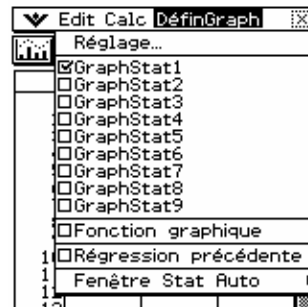 Edit Calc DéfinGraph
Réglage...
GraphStat1
GraphStat2
GraphStat3
GraphStat4
GraphStat5
GraphStat6
GraphStat7
GraphStat8
GraphStat9
Fonction graphique
Régression précédente
Fenêtre Stat Auto